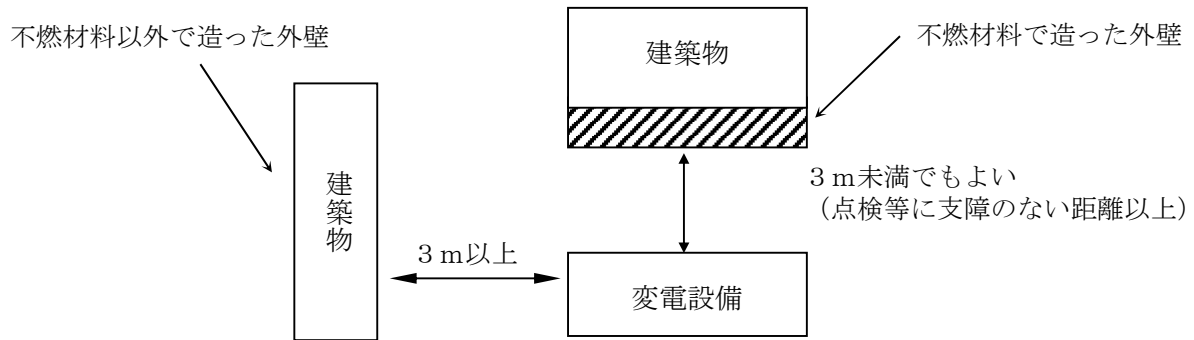 不燃材料以外で造った外壁
建築物
不燃材料で造った外壁
建築物
３ｍ未満でもよい
（点検等に支障のない距離以上）
３ｍ以上
変電設備